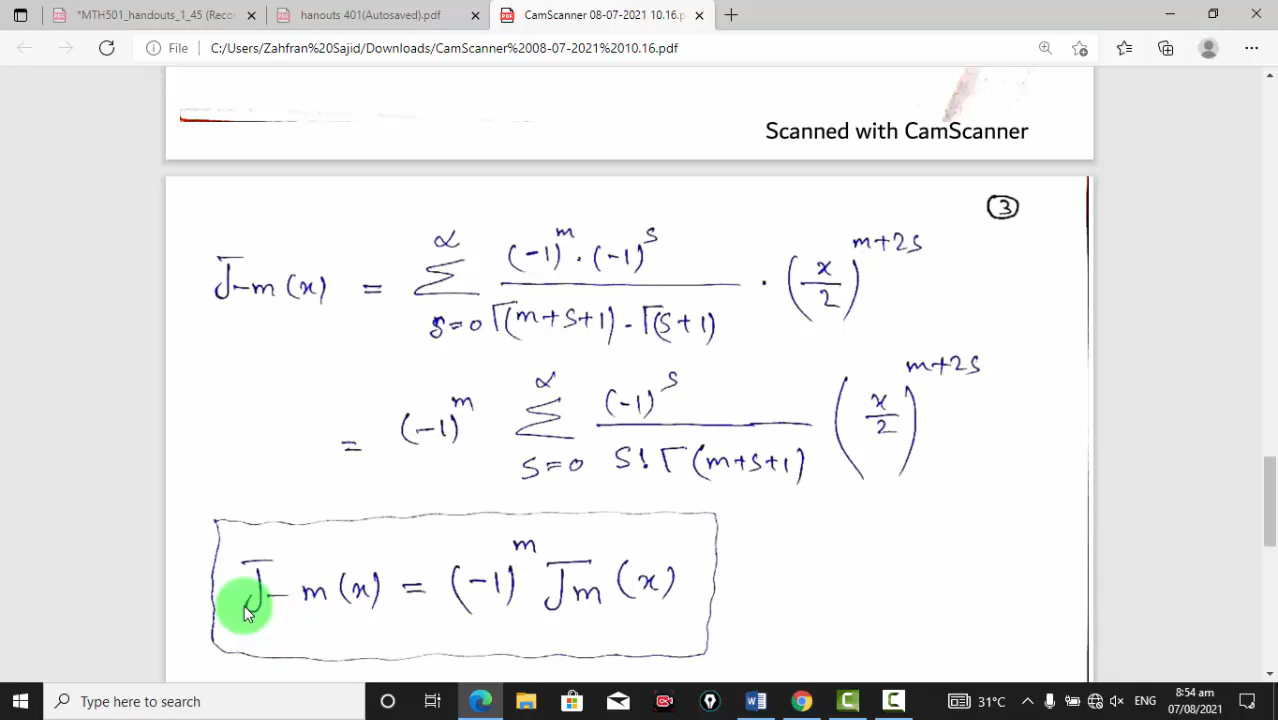 *MTH501_handouts_1_45 (Recov
hanouts 401(Autosaved).pdf
CamScanner 08-07-2021 10.16.p
File
C:/Users/Zahfran%20Sajid/Downloads/CamScanner%2008-07-2021%2010.16.pdf
Scanned with CamScanner
3
J-m(x) = ∑_{s=0}^{α} (-1)^m · (-1)^s / Γ(m+s+1) · Γ(s+1) · (x/2)^{m+2s}
= (-1)^m ∑_{s=0}^{α} (-1)^s / s! Γ(m+s+1) (x/2)^{m+2s}
J-m(x) = (-1)^m Jm(x)
Type here to search
31°C
ENG
8:54 am
07/08/2021